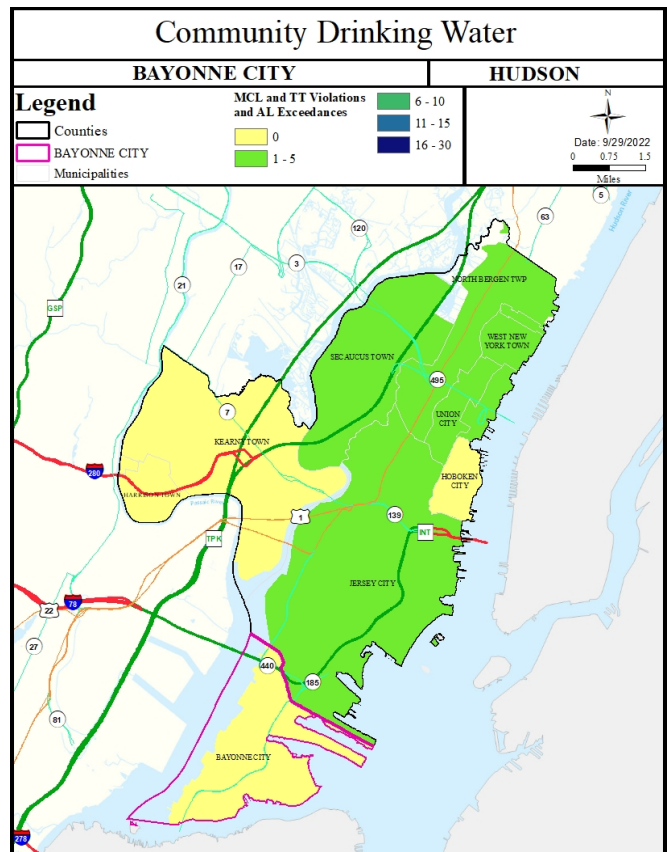 Community Drinking Water
BAYONNE CITY
HUDSON
Legend
Counties
BAYONNE CITY
Municipalities
MCL and TT Violations
and AL Exceedances
0
1 - 5
6 - 10
11 - 15
16 - 30
N
Date: 9/29/2022
0 0.75 1.5
Miles
5
63
Hudson River
120
3
17
21
GSP
NORTH BERGEN TWP
WEST NEW
YORK TOWN
SECAUCUS TOWN
495
7
UNION
CITY
KEARNY TOWN
HOBOKEN
CITY
280
HARRISON TOWN
1
139
TPK
INT
JERSEY CITY
78
22
27
440
185
81
BAYONNE CITY
278